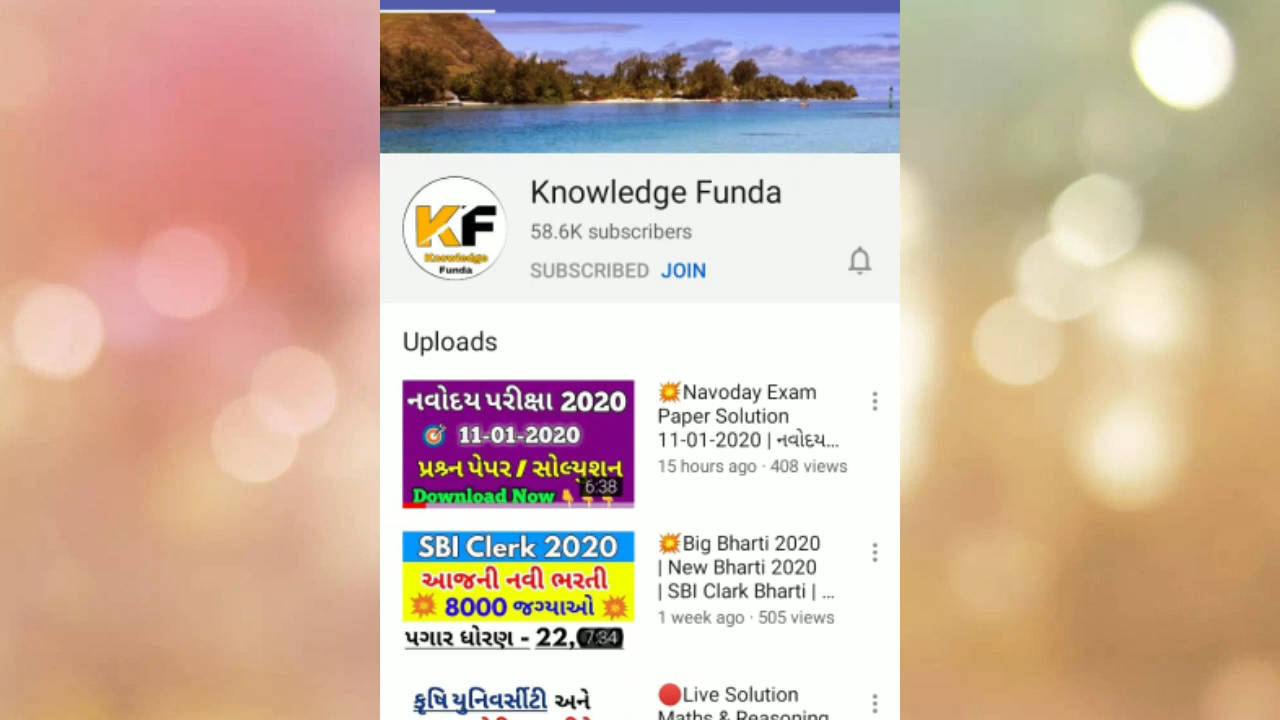 KF
Knowledge
Funda
Knowledge Funda
58.6K subscribers
SUBSCRIBED JOIN
Uploads
નવોદય પરીક્ષા 2020
🎯 11-01-2020
પ્રશ્ન પેપર / સોલ્યુશન
Download Now 👇👇👇
6:38
💥Navoday Exam
Paper Solution
11-01-2020 | નવોદય...
15 hours ago · 408 views
SBI Clerk 2020
આજની નવી ભરતી
💥 8000 જગ્યાઓ 💥
પગાર ધોરણ - 22,
7:34
💥Big Bharti 2020
| New Bharti 2020
| SBI Clark Bharti | ...
1 week ago · 505 views
કૃષિ યુનિવર્સીટી અને
🔴Live Solution
Maths & Reasoning